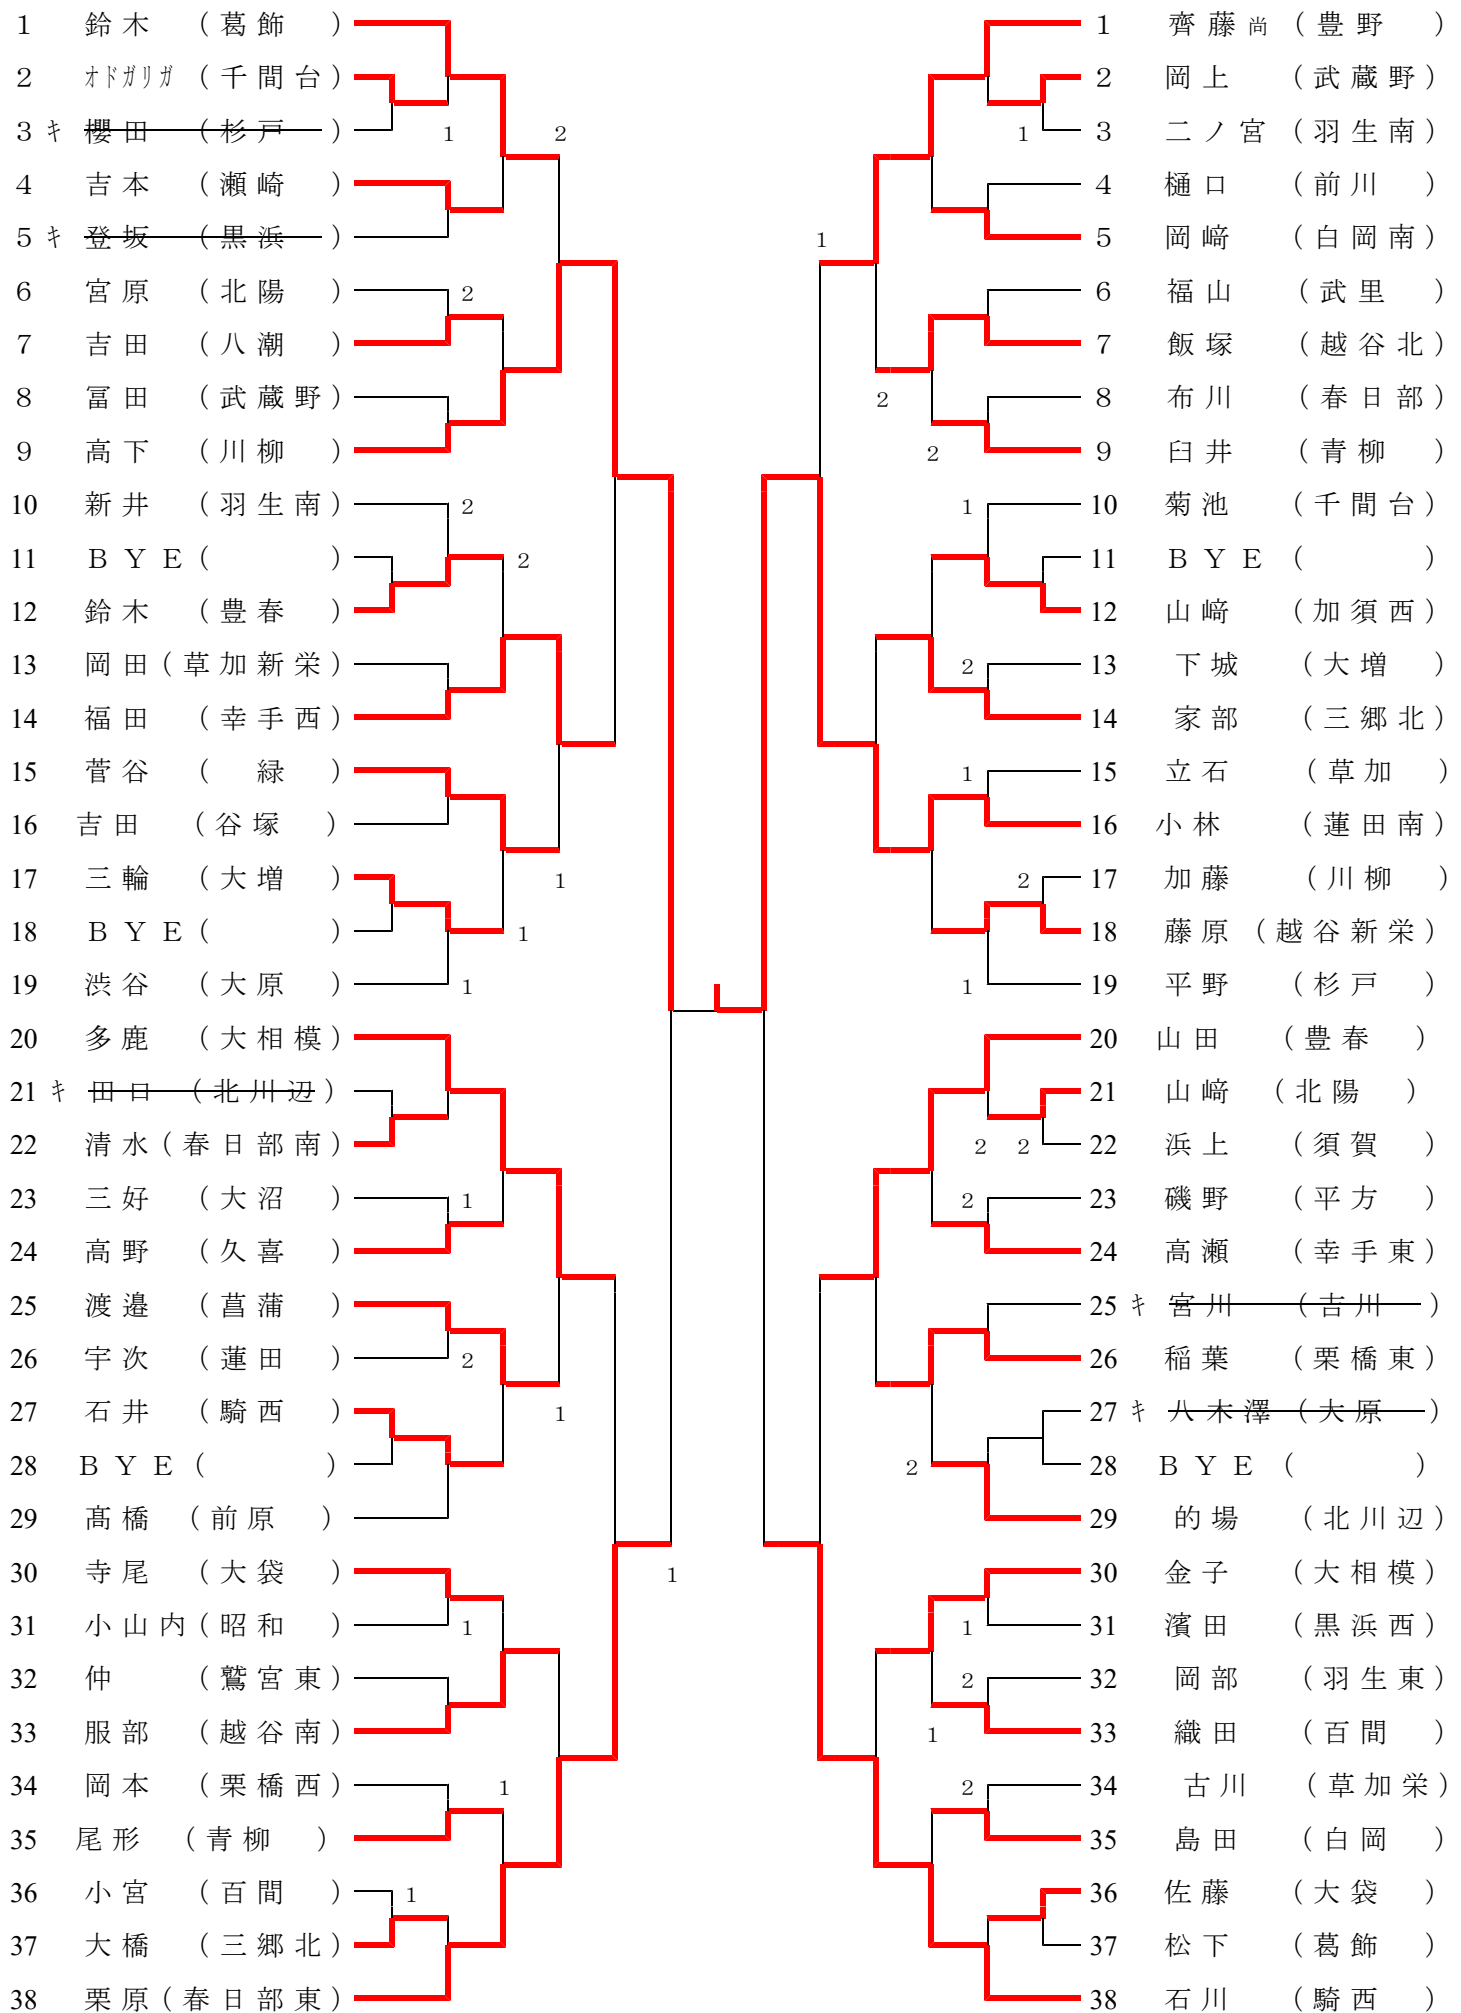 1 鈴木 (葛飾)
2 オドガリガ (千間台)
3 キ 櫻田 (杉戸)
1 2
4 吉本 (瀬崎)
5 キ 登坂 (黒浜)
6 宮原 (北陽) 2
7 吉田 (八潮)
8 冨田 (武蔵野)
9 高下 (川柳)
10 新井 (羽生南) 2
11 BYE ( ) 2
12 鈴木 (豊春)
13 岡田 (草加新栄)
14 福田 (幸手西)
15 菅谷 (緑)
16 吉田 (谷塚)
17 三輪 (大増) 1
18 BYE ( ) 1
19 渋谷 (大原) 1
20 多鹿 (大相模)
21 キ 田口 (北川辺)
22 清水 (春日部南)
23 三好 (大沼) 1
24 高野 (久喜)
25 渡邉 (菖蒲)
26 宇次 (蓮田) 2
27 石井 (騎西) 1
28 BYE ( )
29 髙橋 (前原)
30 寺尾 (大袋) 1
31 小山内 (昭和) 1
32 仲 (鷲宮東)
33 服部 (越谷南)
34 岡本 (栗橋西) 1
35 尾形 (青柳)
36 小宮 (百間) 1
37 大橋 (三郷北)
38 栗原 (春日部東)
1 齊藤尚 (豊野)
2 岡上 (武蔵野)
1 3 二ノ宮 (羽生南)
4 樋口 (前川)
1 5 岡﨑 (白岡南)
6 福山 (武里)
7 飯塚 (越谷北)
2 8 布川 (春日部)
2 9 臼井 (青柳)
1 10 菊池 (千間台)
11 BYE ( )
12 山﨑 (加須西)
2 13 下城 (大増)
14 家部 (三郷北)
1 15 立石 (草加)
16 小林 (蓮田南)
2 17 加藤 (川柳)
18 藤原 (越谷新栄)
1 19 平野 (杉戸)
20 山田 (豊春)
21 山﨑 (北陽)
2 2 22 浜上 (須賀)
2 23 磯野 (平方)
24 高瀬 (幸手東)
25 キ 宮川 (吉川)
26 稲葉 (栗橋東)
27 キ 八木澤 (大原)
2 28 BYE ( )
29 的場 (北川辺)
30 金子 (大相模)
1 31 濱田 (黒浜西)
2 32 岡部 (羽生東)
1 33 織田 (百間)
2 34 古川 (草加栄)
35 島田 (白岡)
36 佐藤 (大袋)
37 松下 (葛飾)
38 石川 (騎西)